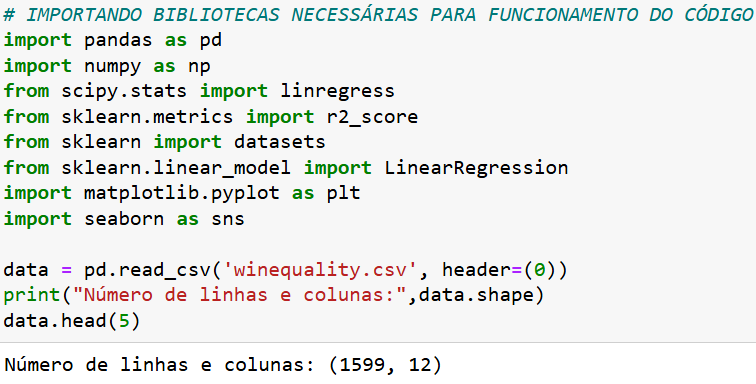 # IMPORTANDO BIBLIOTECAS NECESSÁRIAS PARA FUNCIONAMENTO DO CÓDIGO
import pandas as pd
import numpy as np
from scipy.stats import linregress
from sklearn.metrics import r2_score
from sklearn import datasets
from sklearn.linear_model import LinearRegression
import matplotlib.pyplot as plt
import seaborn as sns
data = pd.read_csv('winequality.csv', header=(0))
print("Número de linhas e colunas:",data.shape)
data.head(5)
Número de linhas e colunas: (1599, 12)